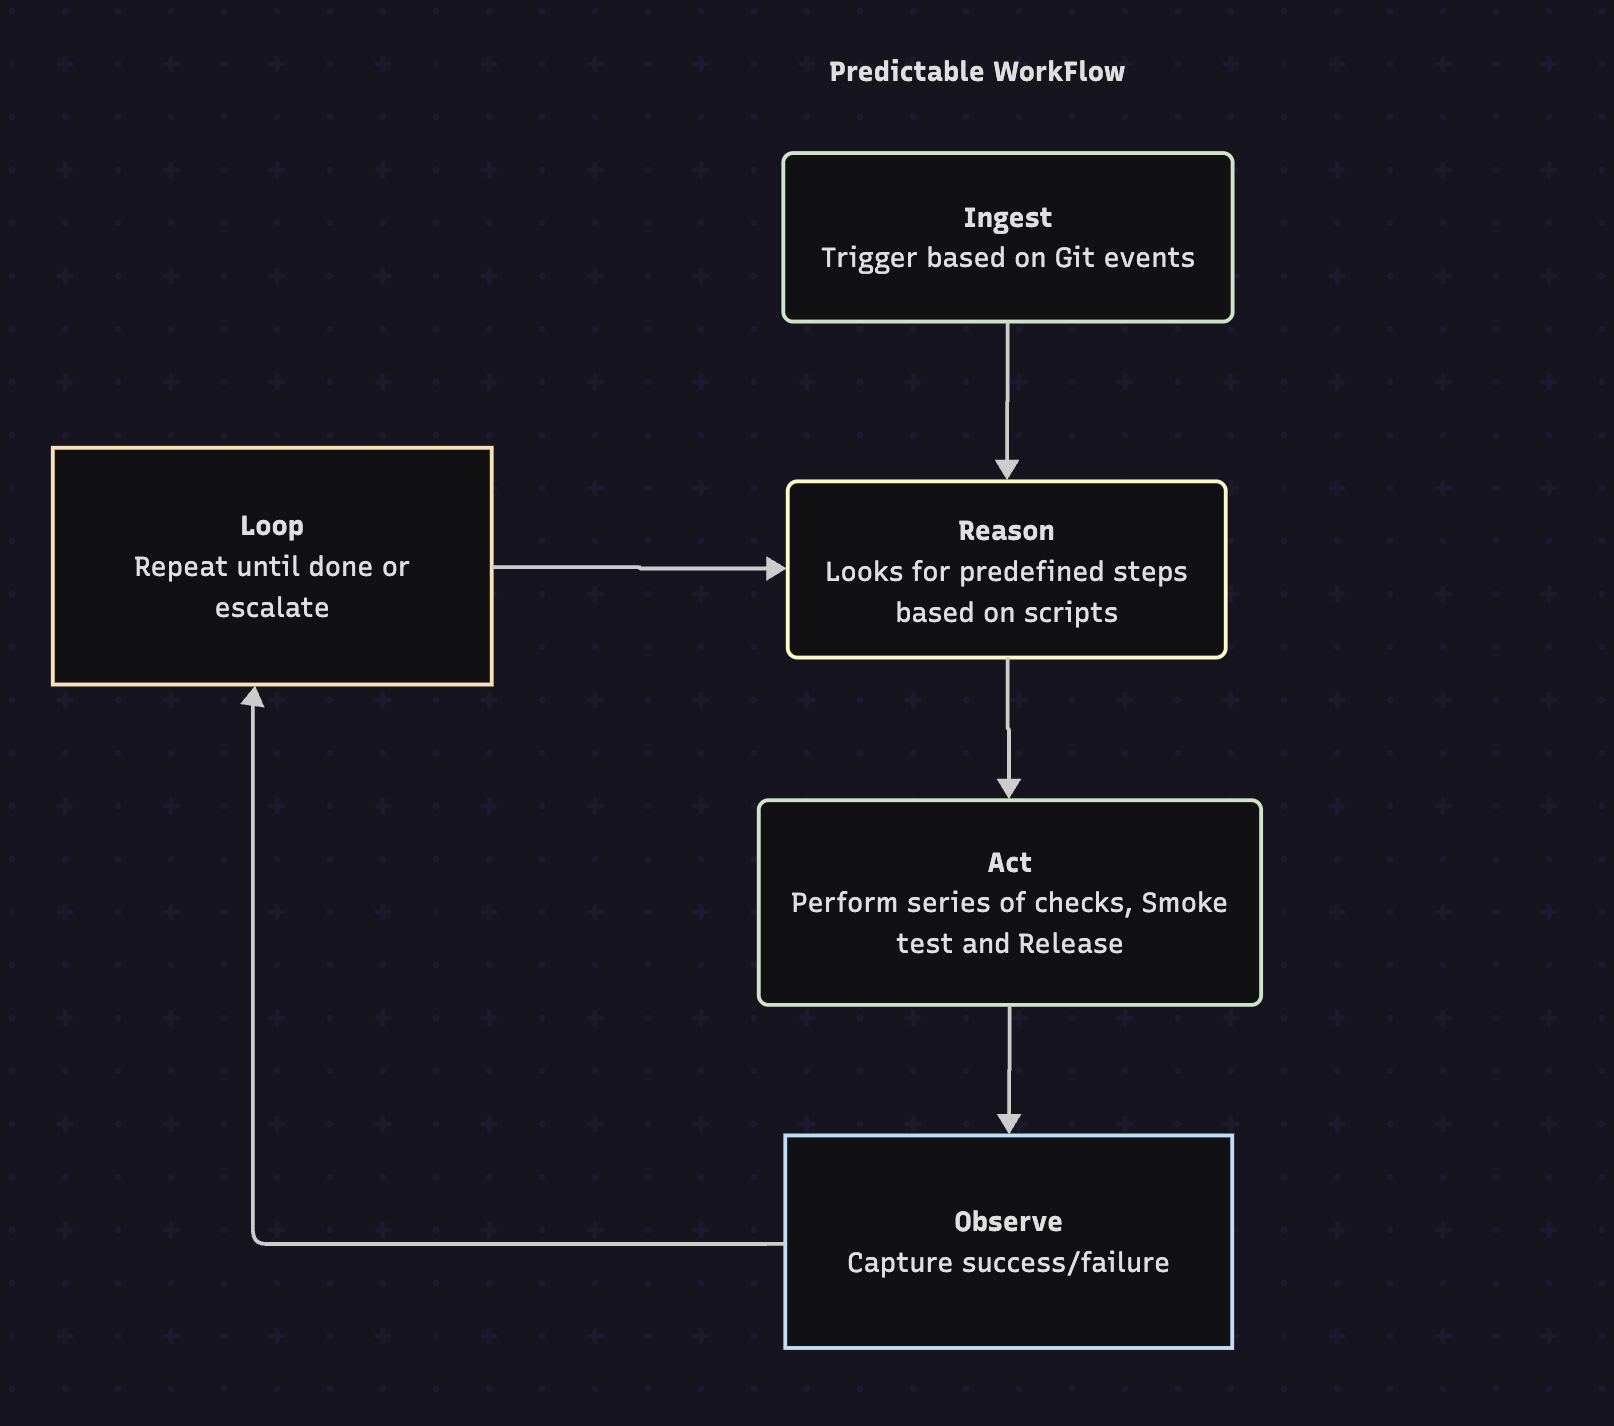 Predictable WorkFlow
Ingest
Trigger based on Git events
Loop
Repeat until done or
escalate
Reason
Looks for predefined steps
based on scripts
Act
Perform series of checks, Smoke
test and Release
Observe
Capture success/failure